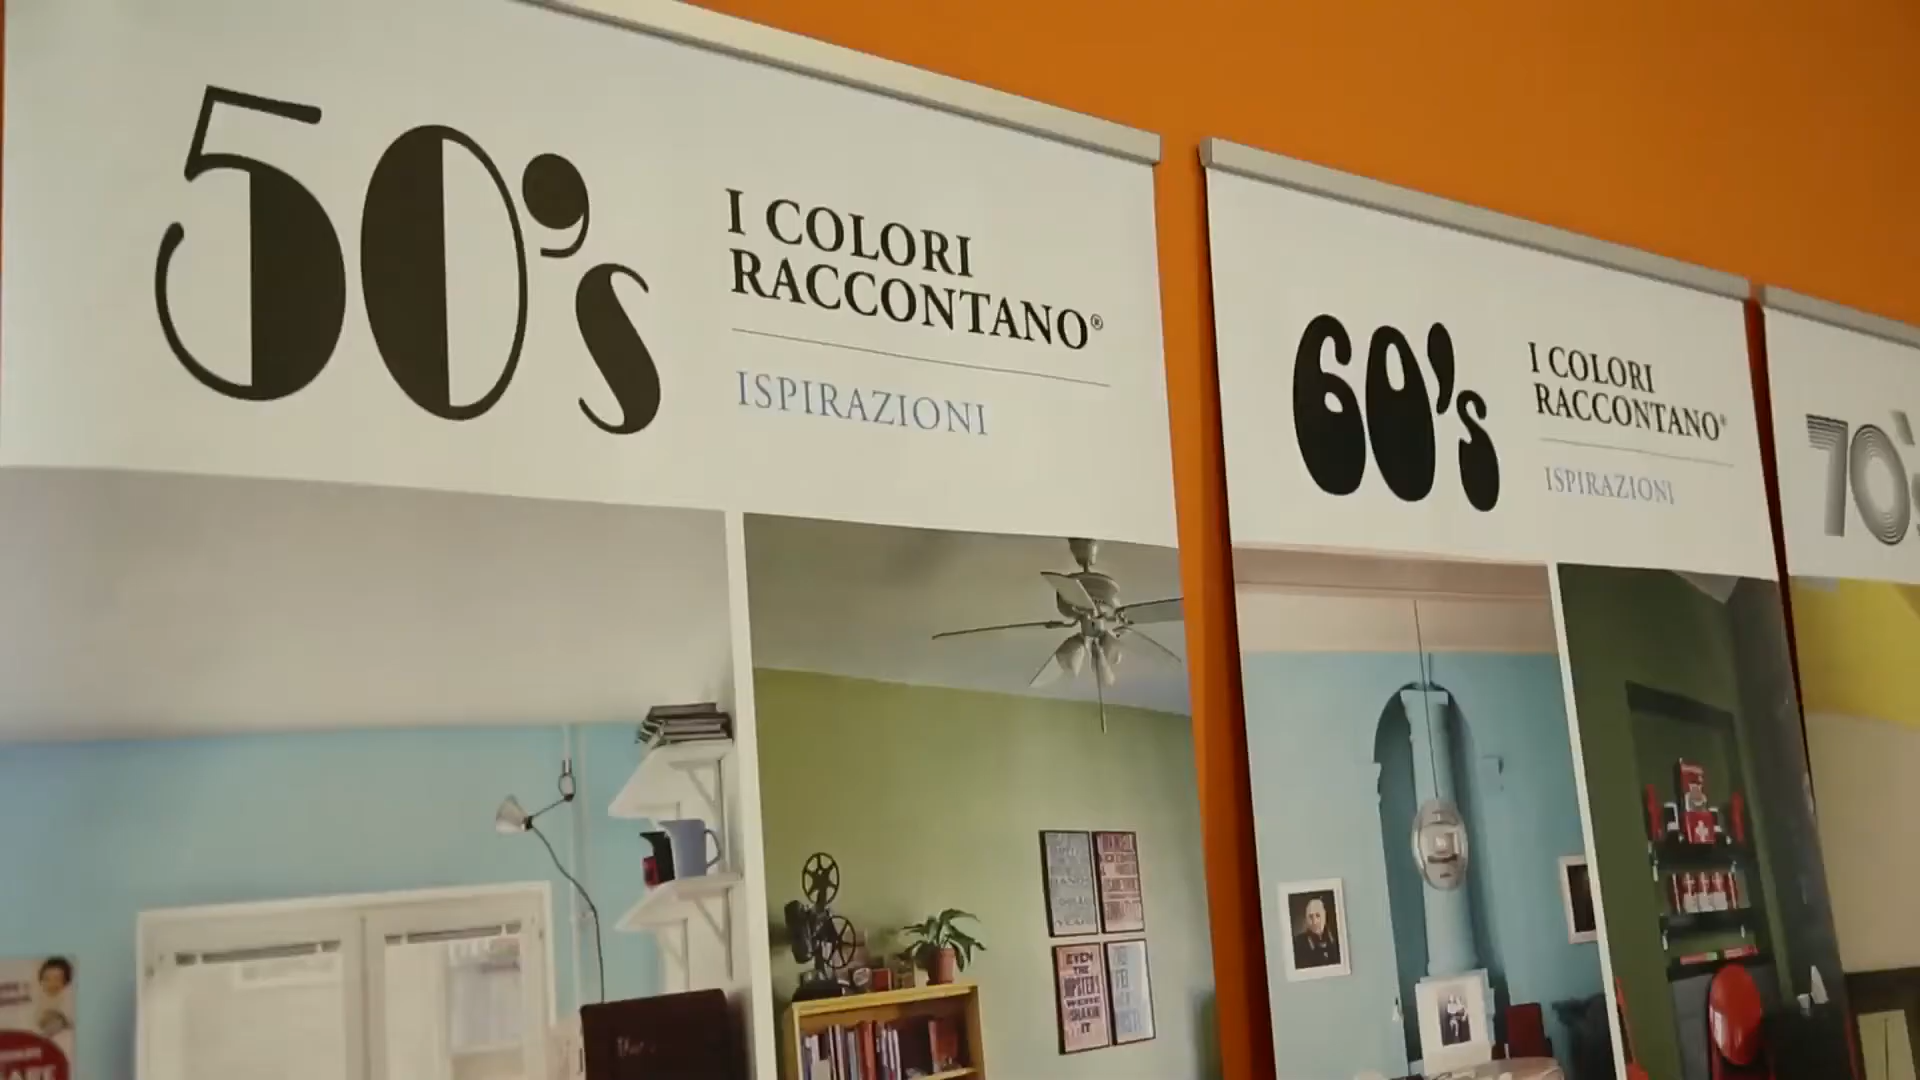 50's
I COLORI
RACCONTANO®
ISPIRAZIONI
60's
I COLORI
RACCONTANO®
ISPIRAZIONI
70's
EVEN
THE
HIPSTERS
WERE
SHAKIN
IT